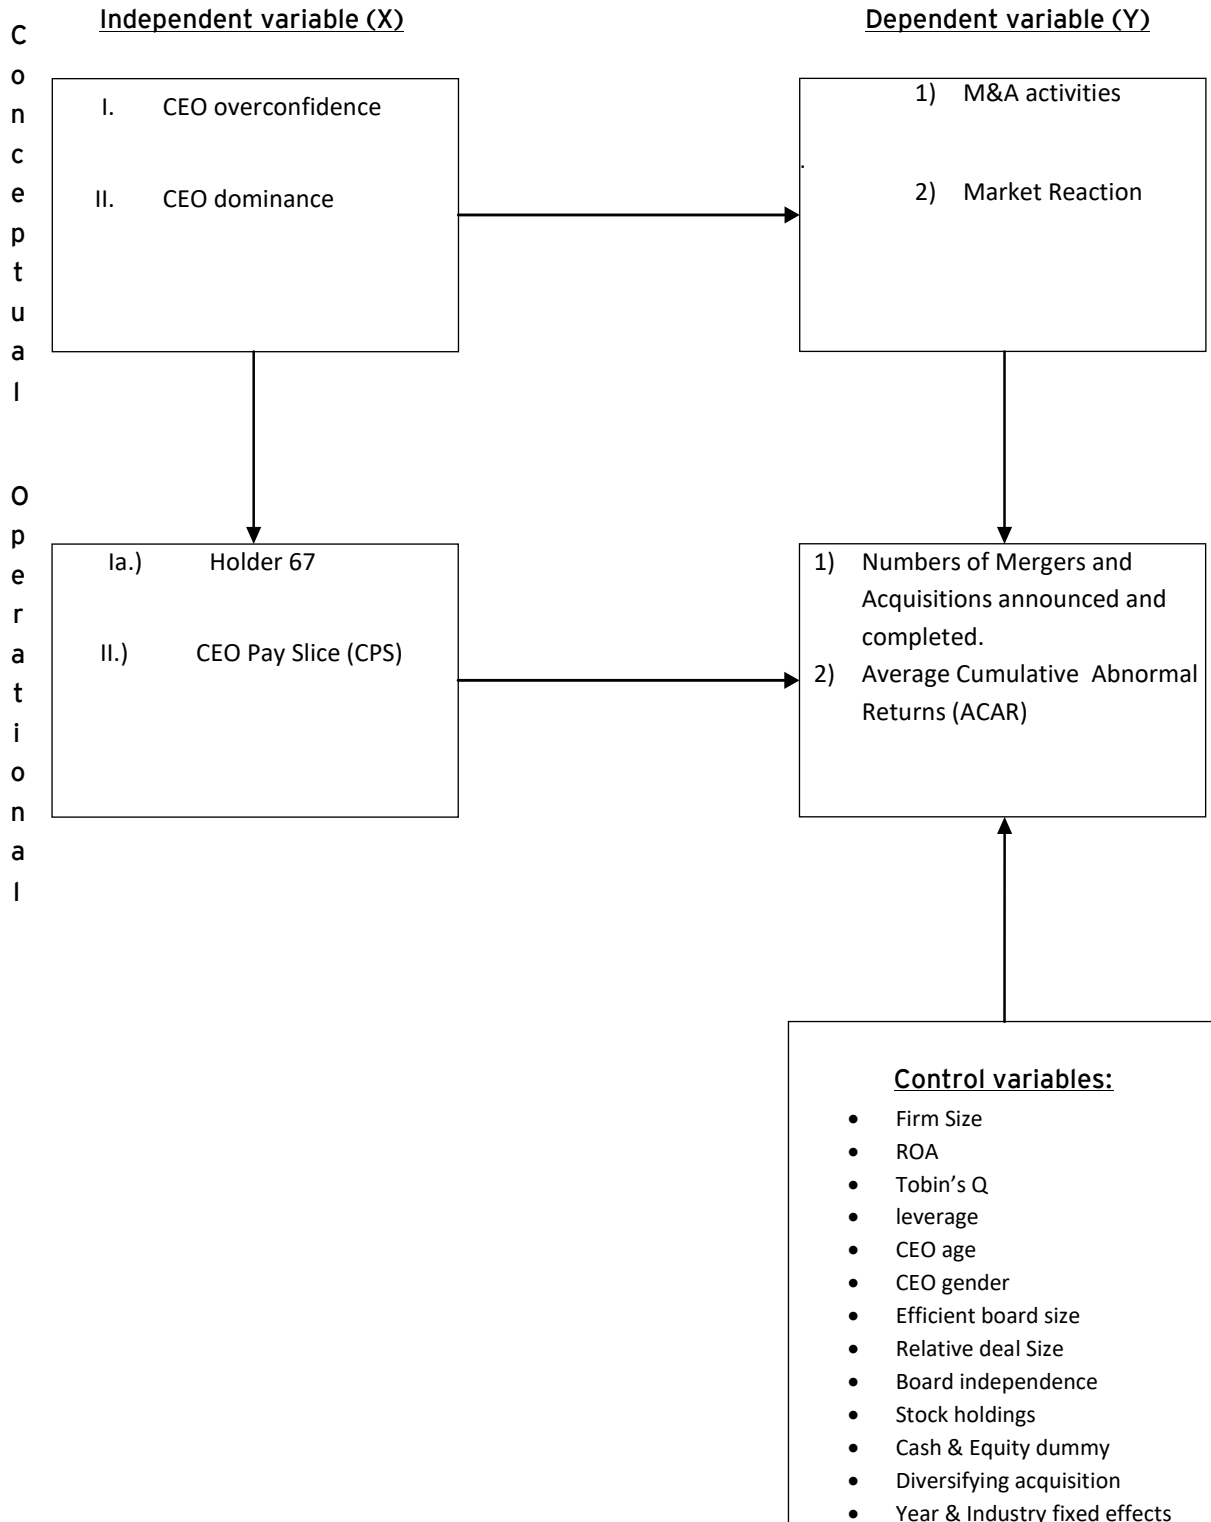 Independent variable (X)
Dependent variable (Y)
Conceptual
I. CEO overconfidence
II. CEO dominance
1) M&A activities
.
2) Market Reaction
Operational
Ia.) Holder 67
II.) CEO Pay Slice (CPS)
1) Numbers of Mergers and
Acquisitions announced and
completed.
2) Average Cumulative Abnormal
Returns (ACAR)
Control variables:
• Firm Size
• ROA
• Tobin’s Q
• leverage
• CEO age
• CEO gender
• Efficient board size
• Relative deal Size
• Board independence
• Stock holdings
• Cash & Equity dummy
• Diversifying acquisition
• Year & Industry fixed effects